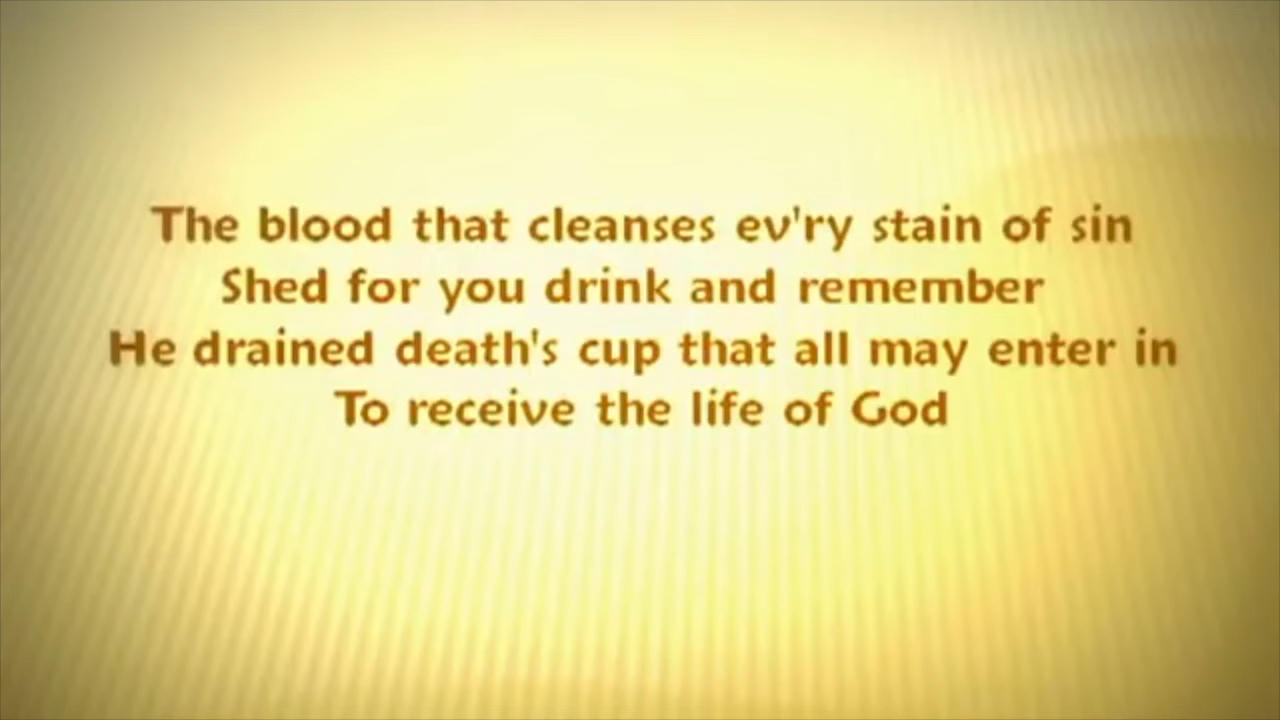 The blood that cleanses ev'ry stain of sin
Shed for you drink and remember
He drained death's cup that all may enter in
To receive the life of God